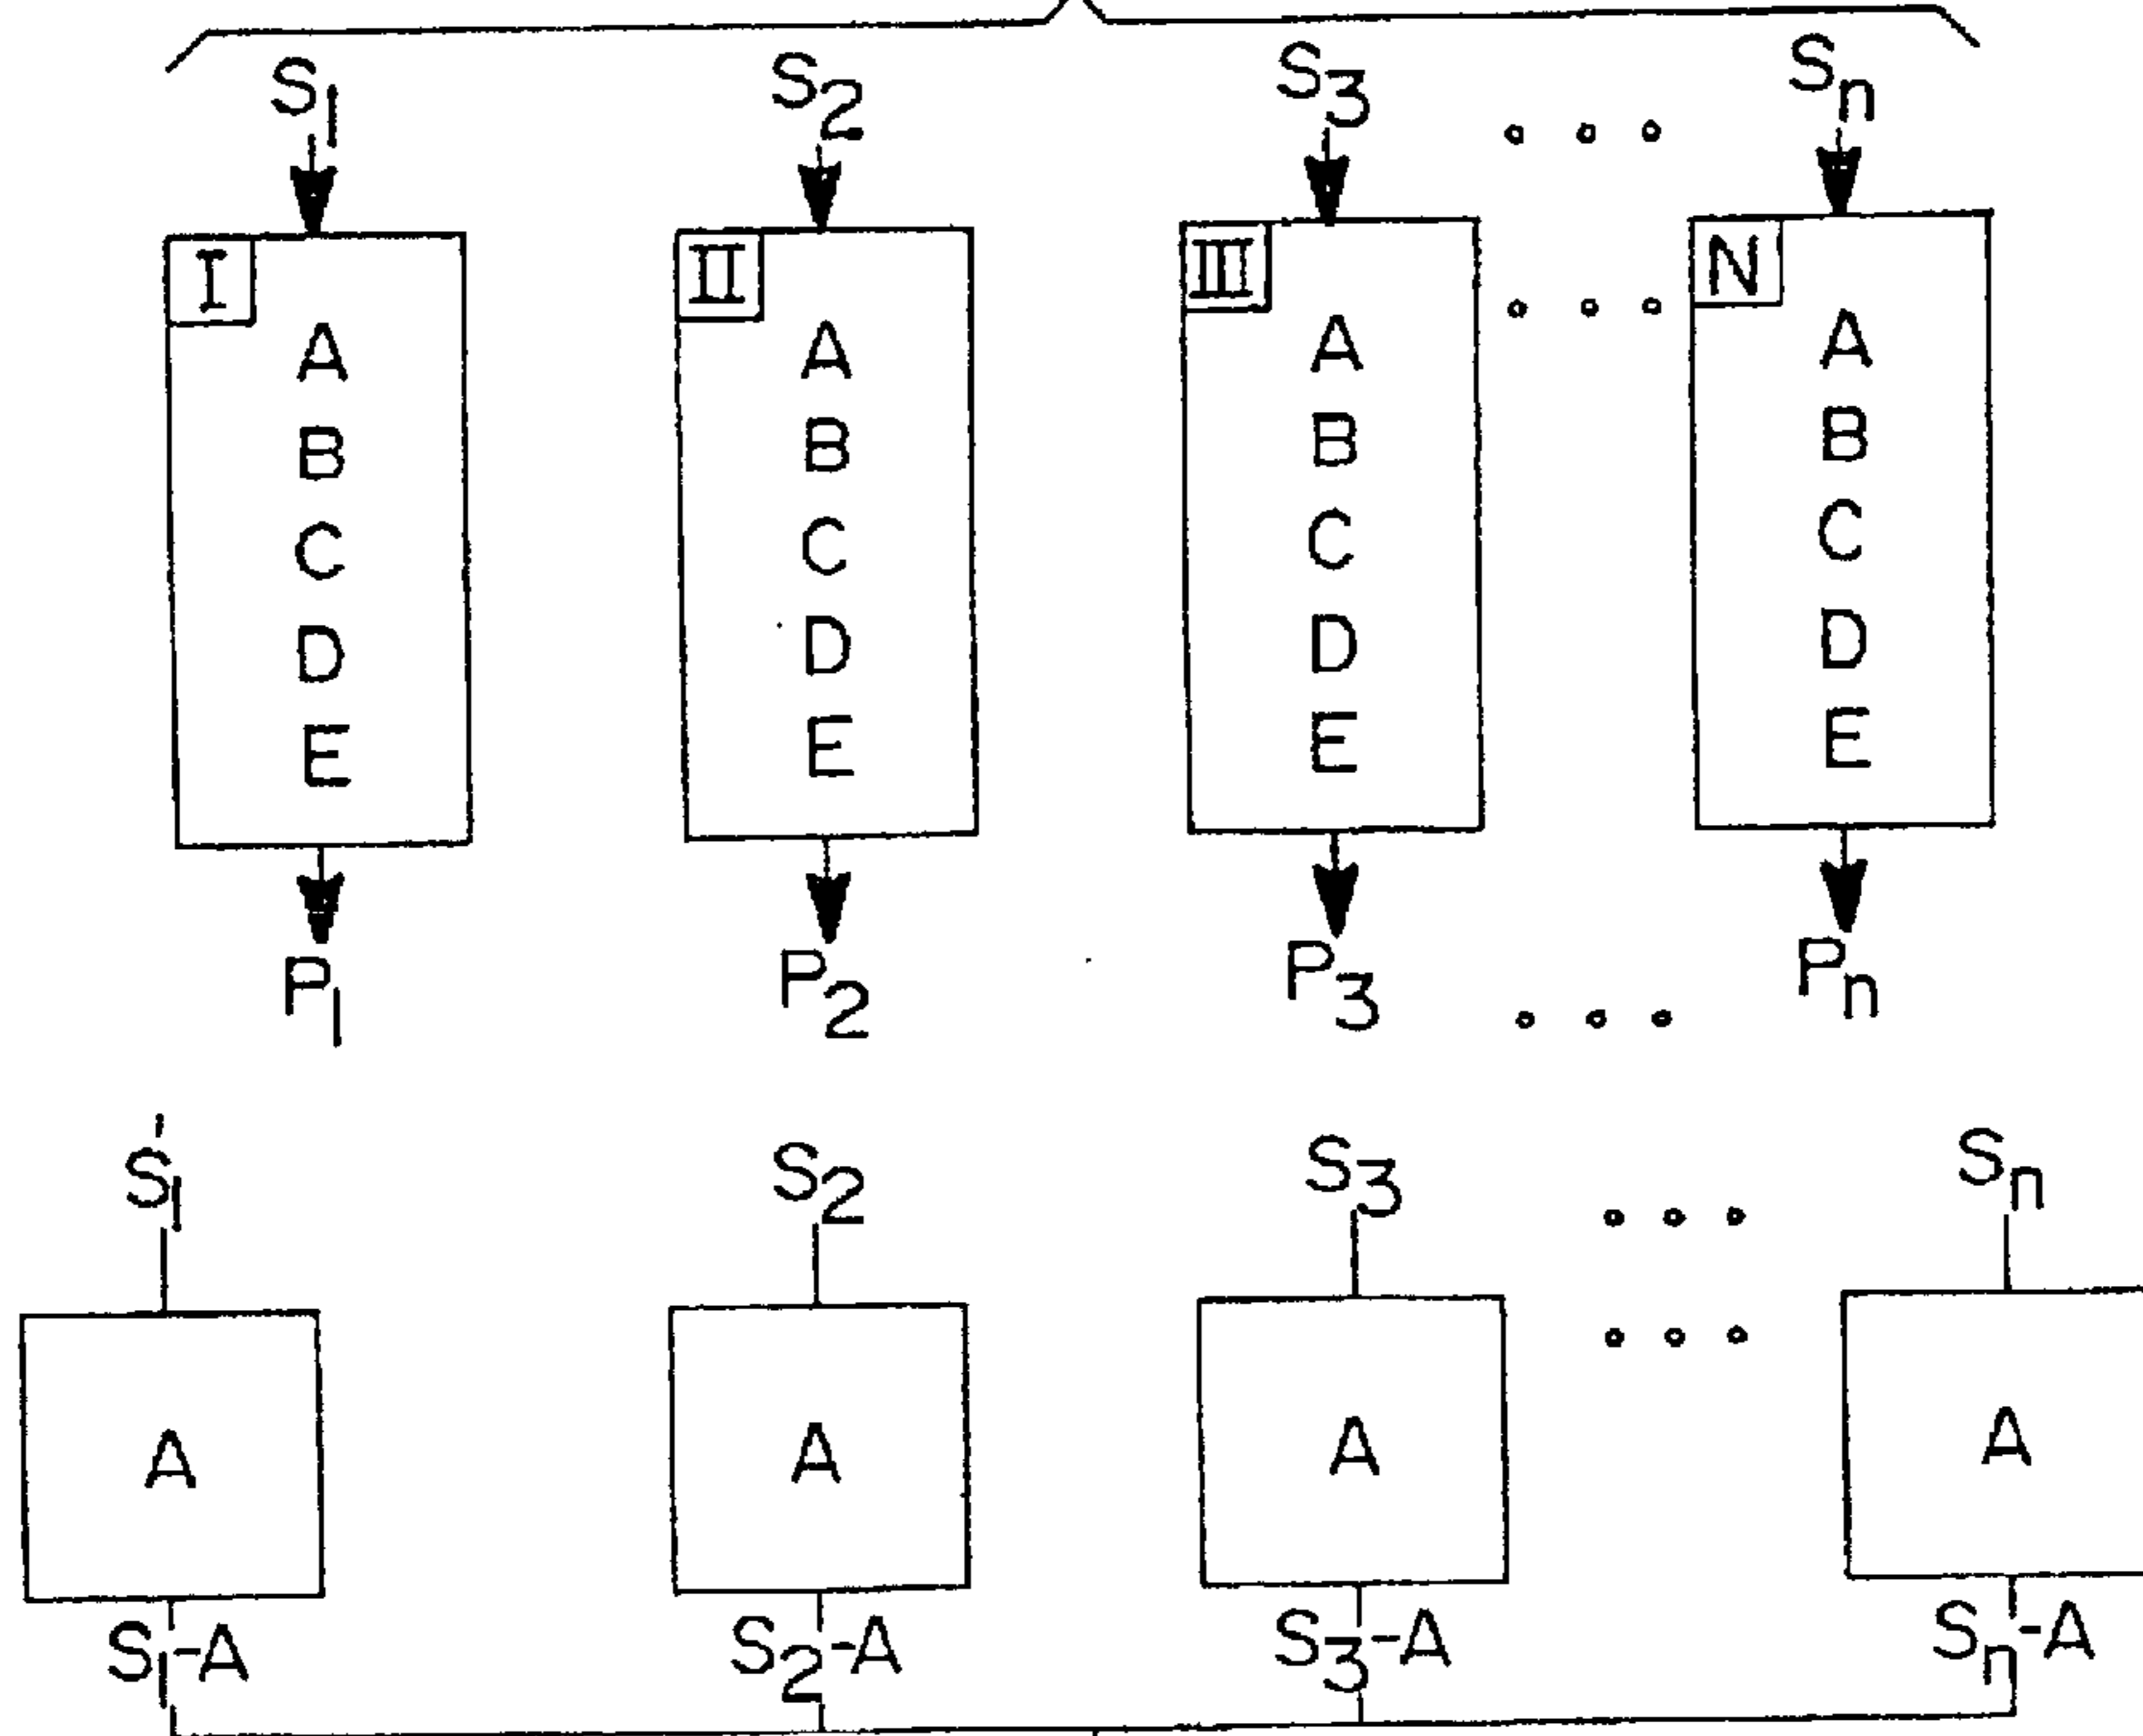 S1 S2 S3 Sn
I II III N
A A A A
B B B B
C C C C
D D D D
E E E E
P1 P2 P3 Pn
S1 S2 S3 Sn
A A A A
S1-A S2-A S3-A Sn-A